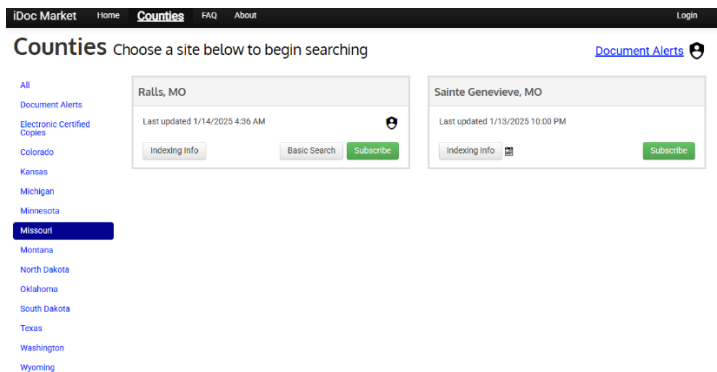 iDoc Market Home Counties FAQ About Login
Counties Choose a site below to begin searching
Document Alerts
All
Document Alerts
Electronic Certified
Copies
Colorado
Kansas
Michigan
Minnesota
Missouri
Montana
North Dakota
Oklahoma
South Dakota
Texas
Washington
Wyoming
Ralls, MO
Last updated 1/14/2025 4:36 AM
Indexing Info Basic Search Subscribe
Sainte Genevieve, MO
Last updated 1/13/2025 10:00 PM
Indexing Info Subscribe